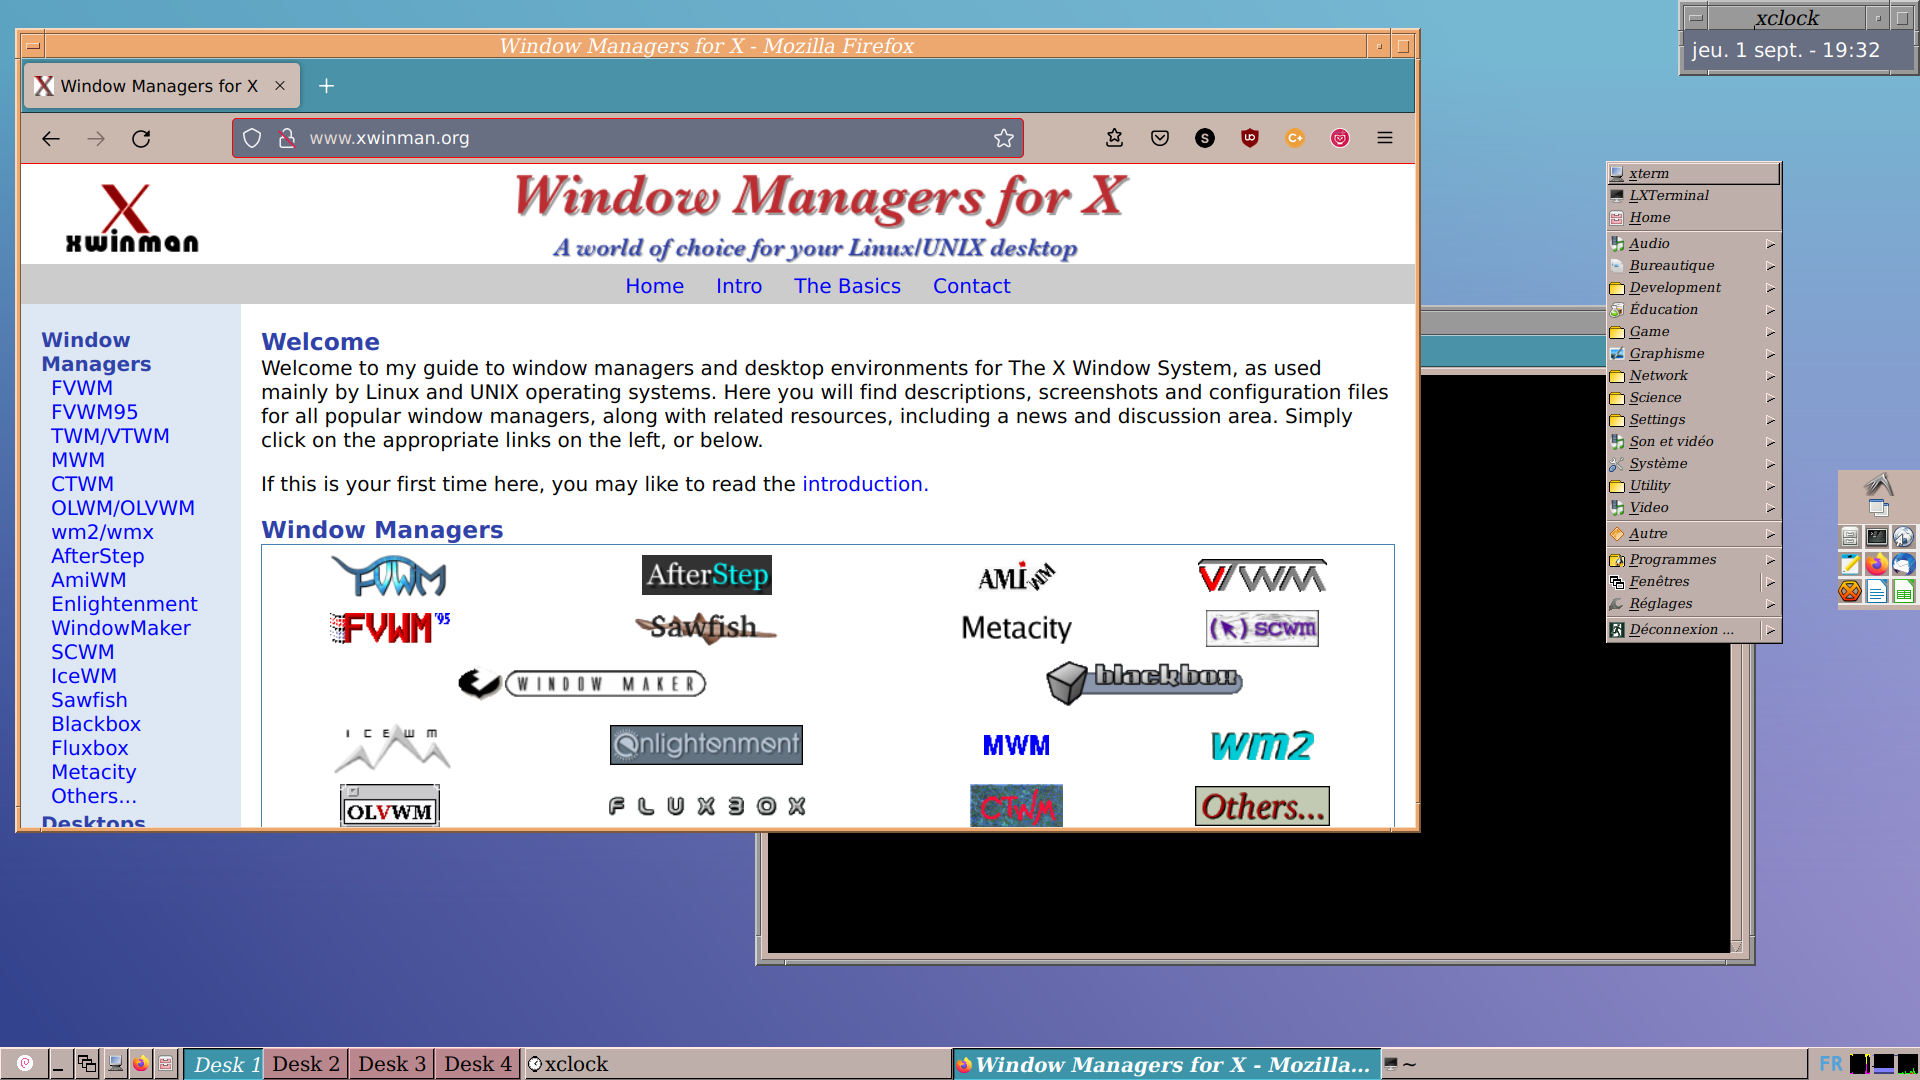 xclock
jeu. 1 sept. - 19:32
Window Managers for X - Mozilla Firefox
Window Managers for X
www.xwinman.org
S
C+
xwinman
Window Managers for X
A world of choice for your Linux/UNIX desktop
Home Intro The Basics Contact
Window
Managers
FVWM
FVWM95
TWM/VTWM
MWM
CTWM
OLWM/OLVWM
wm2/wmx
AfterStep
AmiWM
Enlightenment
WindowMaker
SCWM
IceWM
Sawfish
Blackbox
Fluxbox
Metacity
Others...
Desktops
Welcome
Welcome to my guide to window managers and desktop environments for The X Window System, as used
mainly by Linux and UNIX operating systems. Here you will find descriptions, screenshots and configuration files
for all popular window managers, along with related resources, including a news and discussion area. Simply
click on the appropriate links on the left, or below.
If this is your first time here, you may like to read the introduction.
Window Managers
FVWM AfterStep AMIWM VTWM
FVWM'95 Sawfish Metacity (scwm)
WINDOW MAKER blackbox
ICEWM enlightenment MWM wm2
OLVWM FLUXBOX CTWM Others...
xterm
LXTerminal
Home
Audio
Bureautique
Development
Éducation
Game
Graphisme
Network
Science
Settings
Son et vidéo
Système
Utility
Video
Autre
Programmes
Fenêtres
Réglages
Déconnexion ...
Desk 1 Desk 2 Desk 3 Desk 4 xclock Window Managers for X - Mozilla... ~ FR